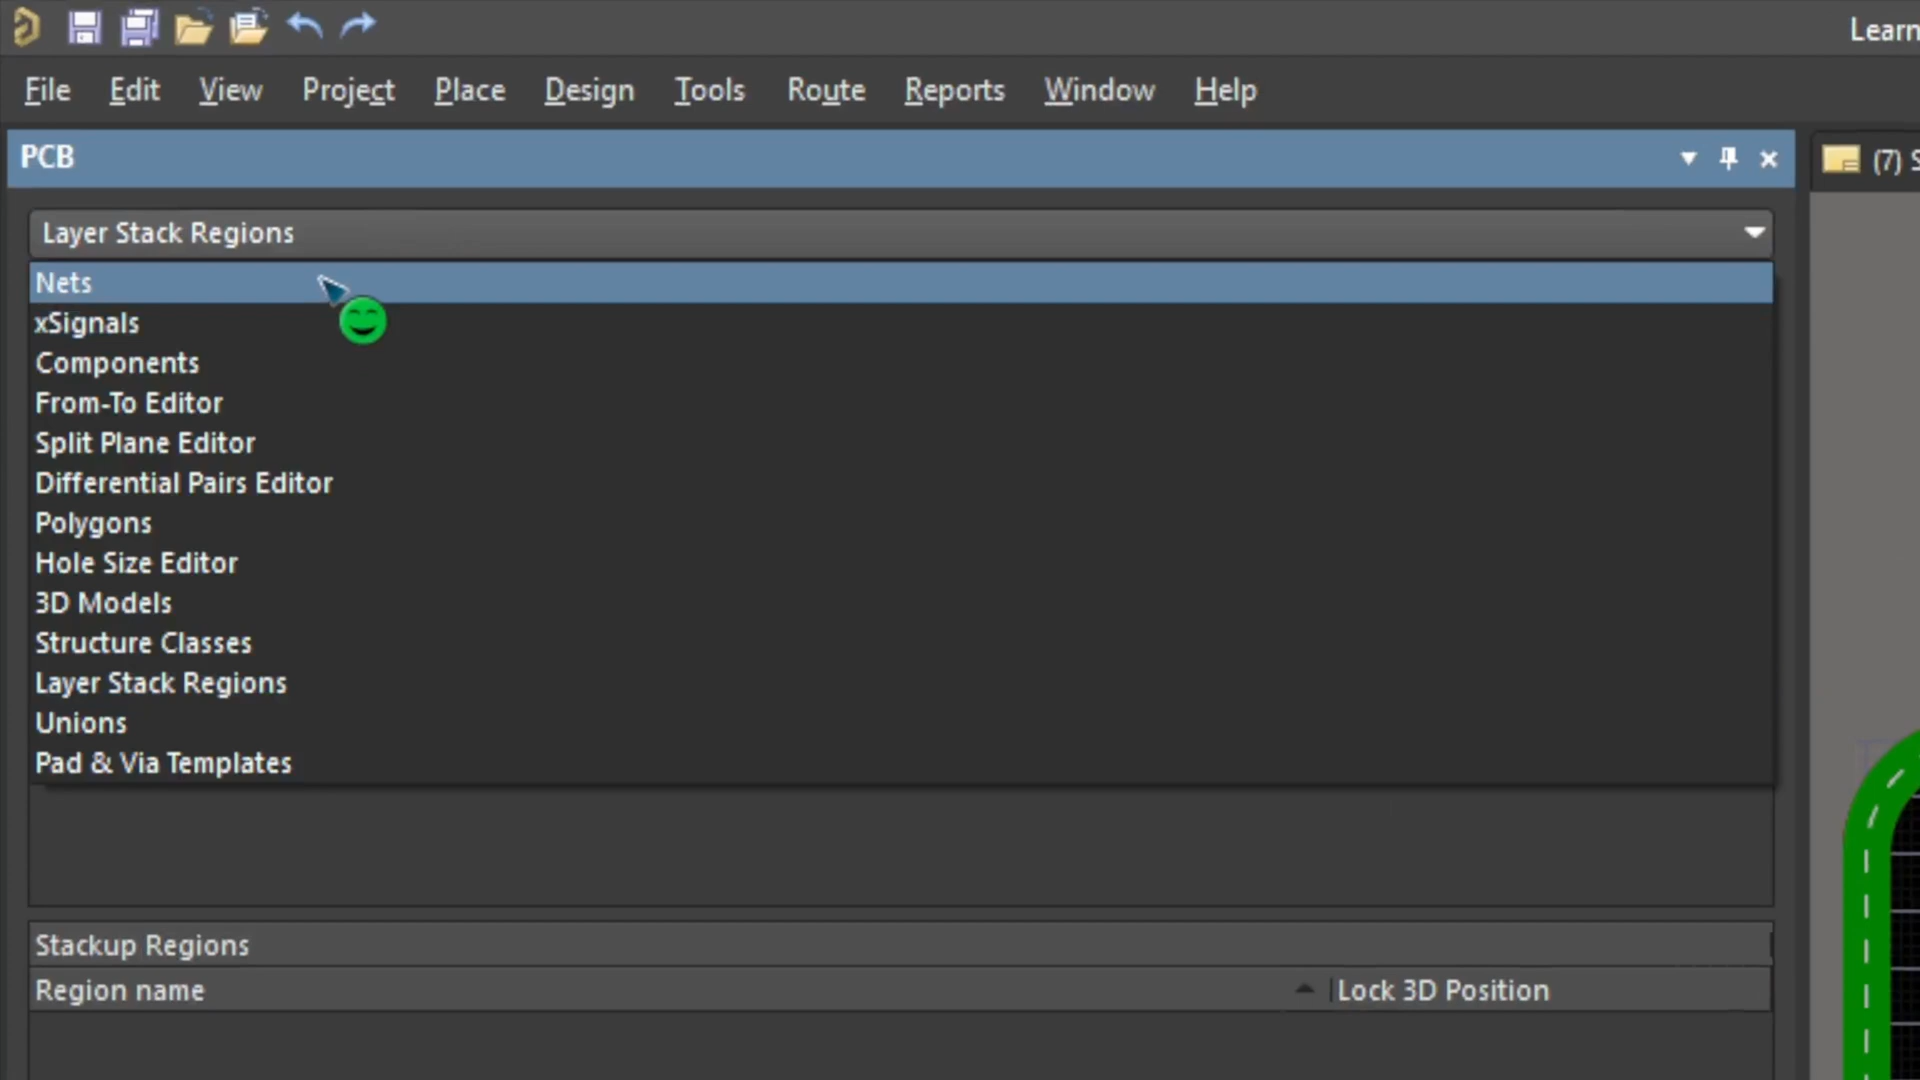 Learn
File Edit View Project Place Design Tools Route Reports Window Help
PCB
(7) S
Layer Stack Regions
Nets
xSignals
Components
From-To Editor
Split Plane Editor
Differential Pairs Editor
Polygons
Hole Size Editor
3D Models
Structure Classes
Layer Stack Regions
Unions
Pad & Via Templates
Stackup Regions
Region name Lock 3D Position